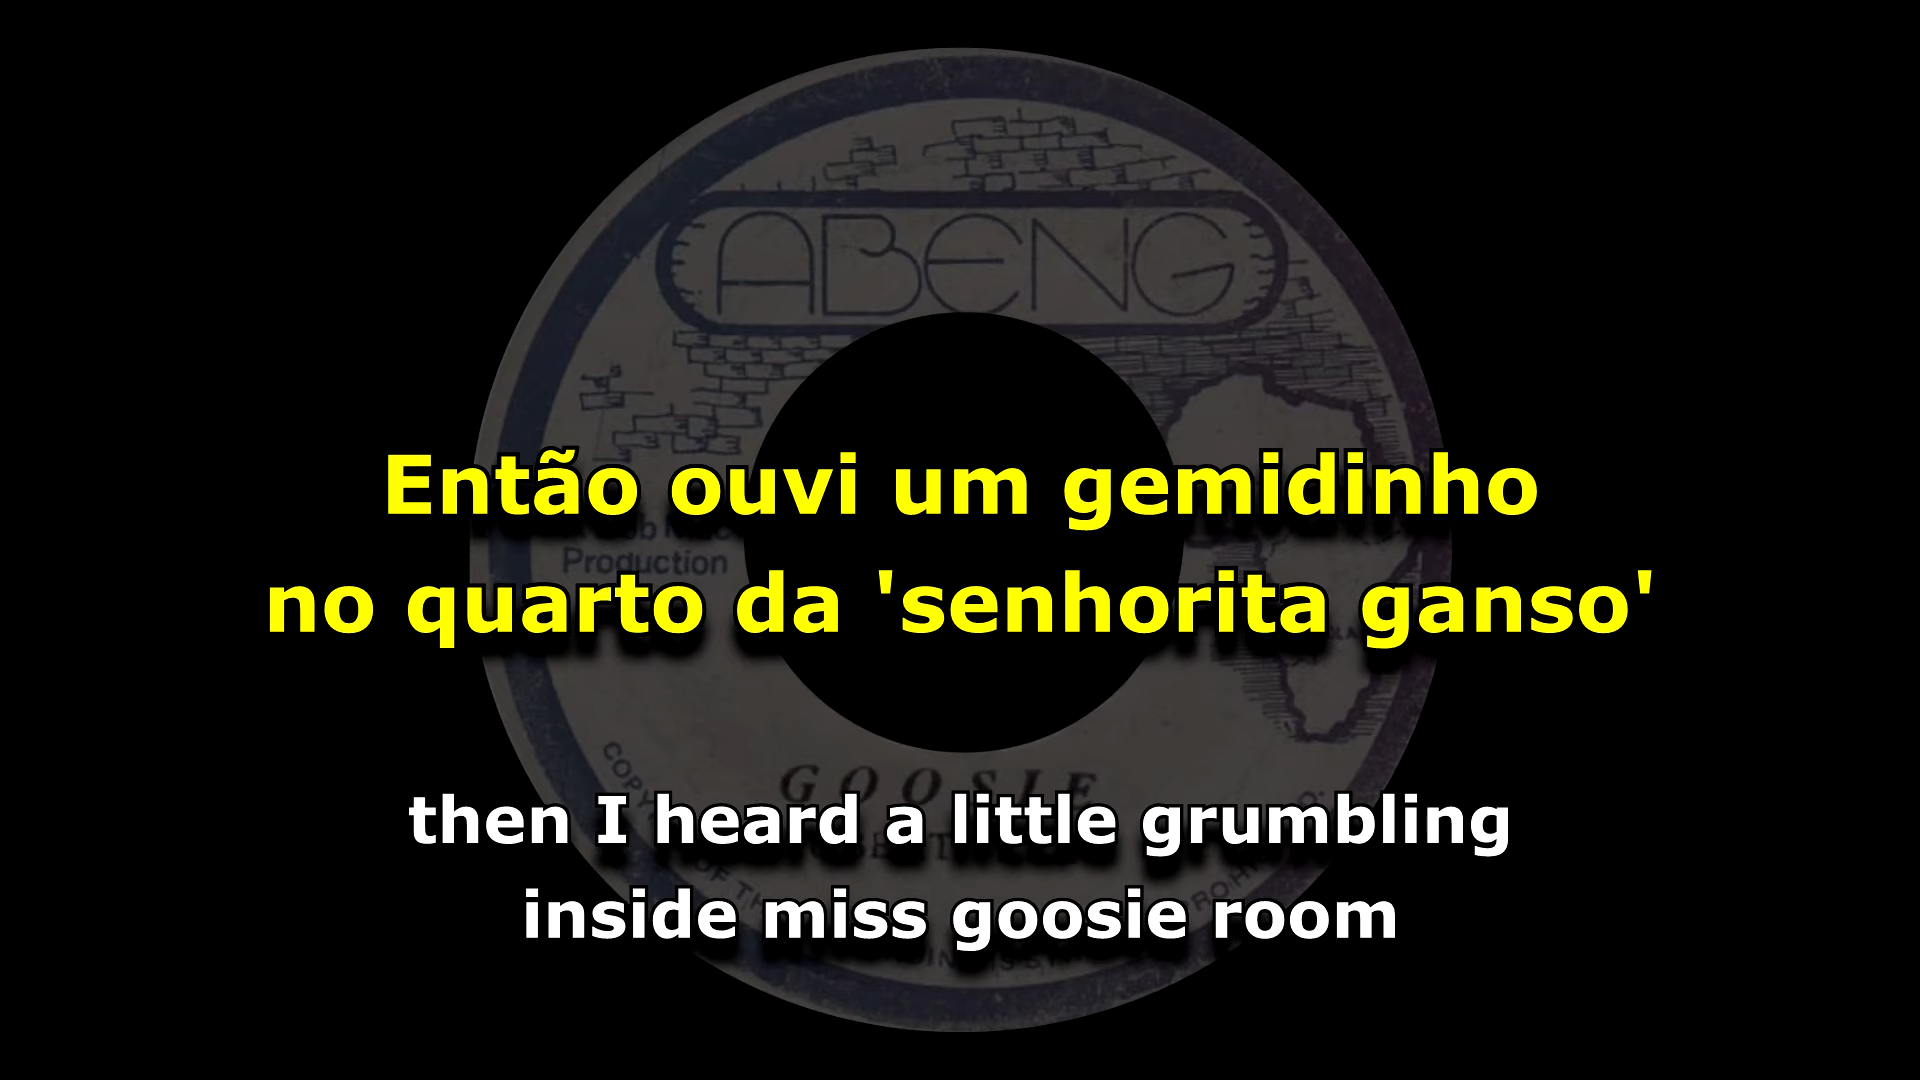 ABENG
Então ouvi um gemidinho
Production
no quarto da 'senhorita ganso'
GOOSIE
then I heard a little grumbling
inside miss goosie room